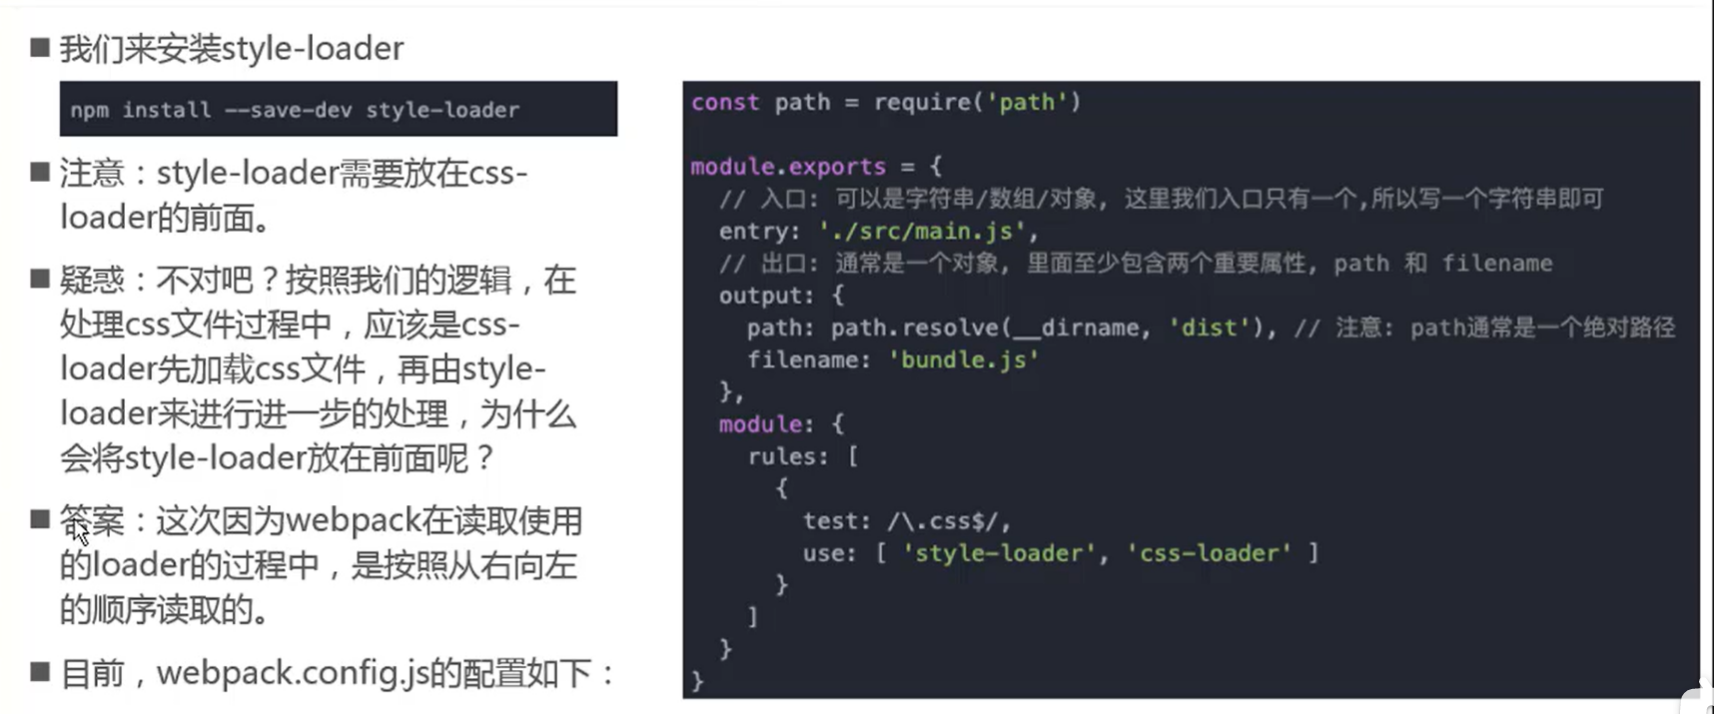 我们来安装style-loader
npm install --save-dev style-loader
注意：style-loader需要放在css-
loader的前面。
疑惑：不对吧？按照我们的逻辑，在
处理css文件过程中，应该是css-
loader先加载css文件，再由style-
loader来进行进一步的处理，为什么
会将style-loader放在前面呢？
答案：这次因为webpack在读取使用
的loader的过程中，是按照从右向左
的顺序读取的。
目前，webpack.config.js的配置如下：
const path = require('path')
module.exports = {
// 入口: 可以是字符串/数组/对象, 这里我们入口只有一个,所以写一个字符串即可
entry: './src/main.js',
// 出口: 通常是一个对象, 里面至少包含两个重要属性, path 和 filename
output: {
path: path.resolve(__dirname, 'dist'), // 注意: path通常是一个绝对路径
filename: 'bundle.js'
},
module: {
rules: [
{
test: /\.css$/,
use: [ 'style-loader', 'css-loader' ]
}
]
}
}